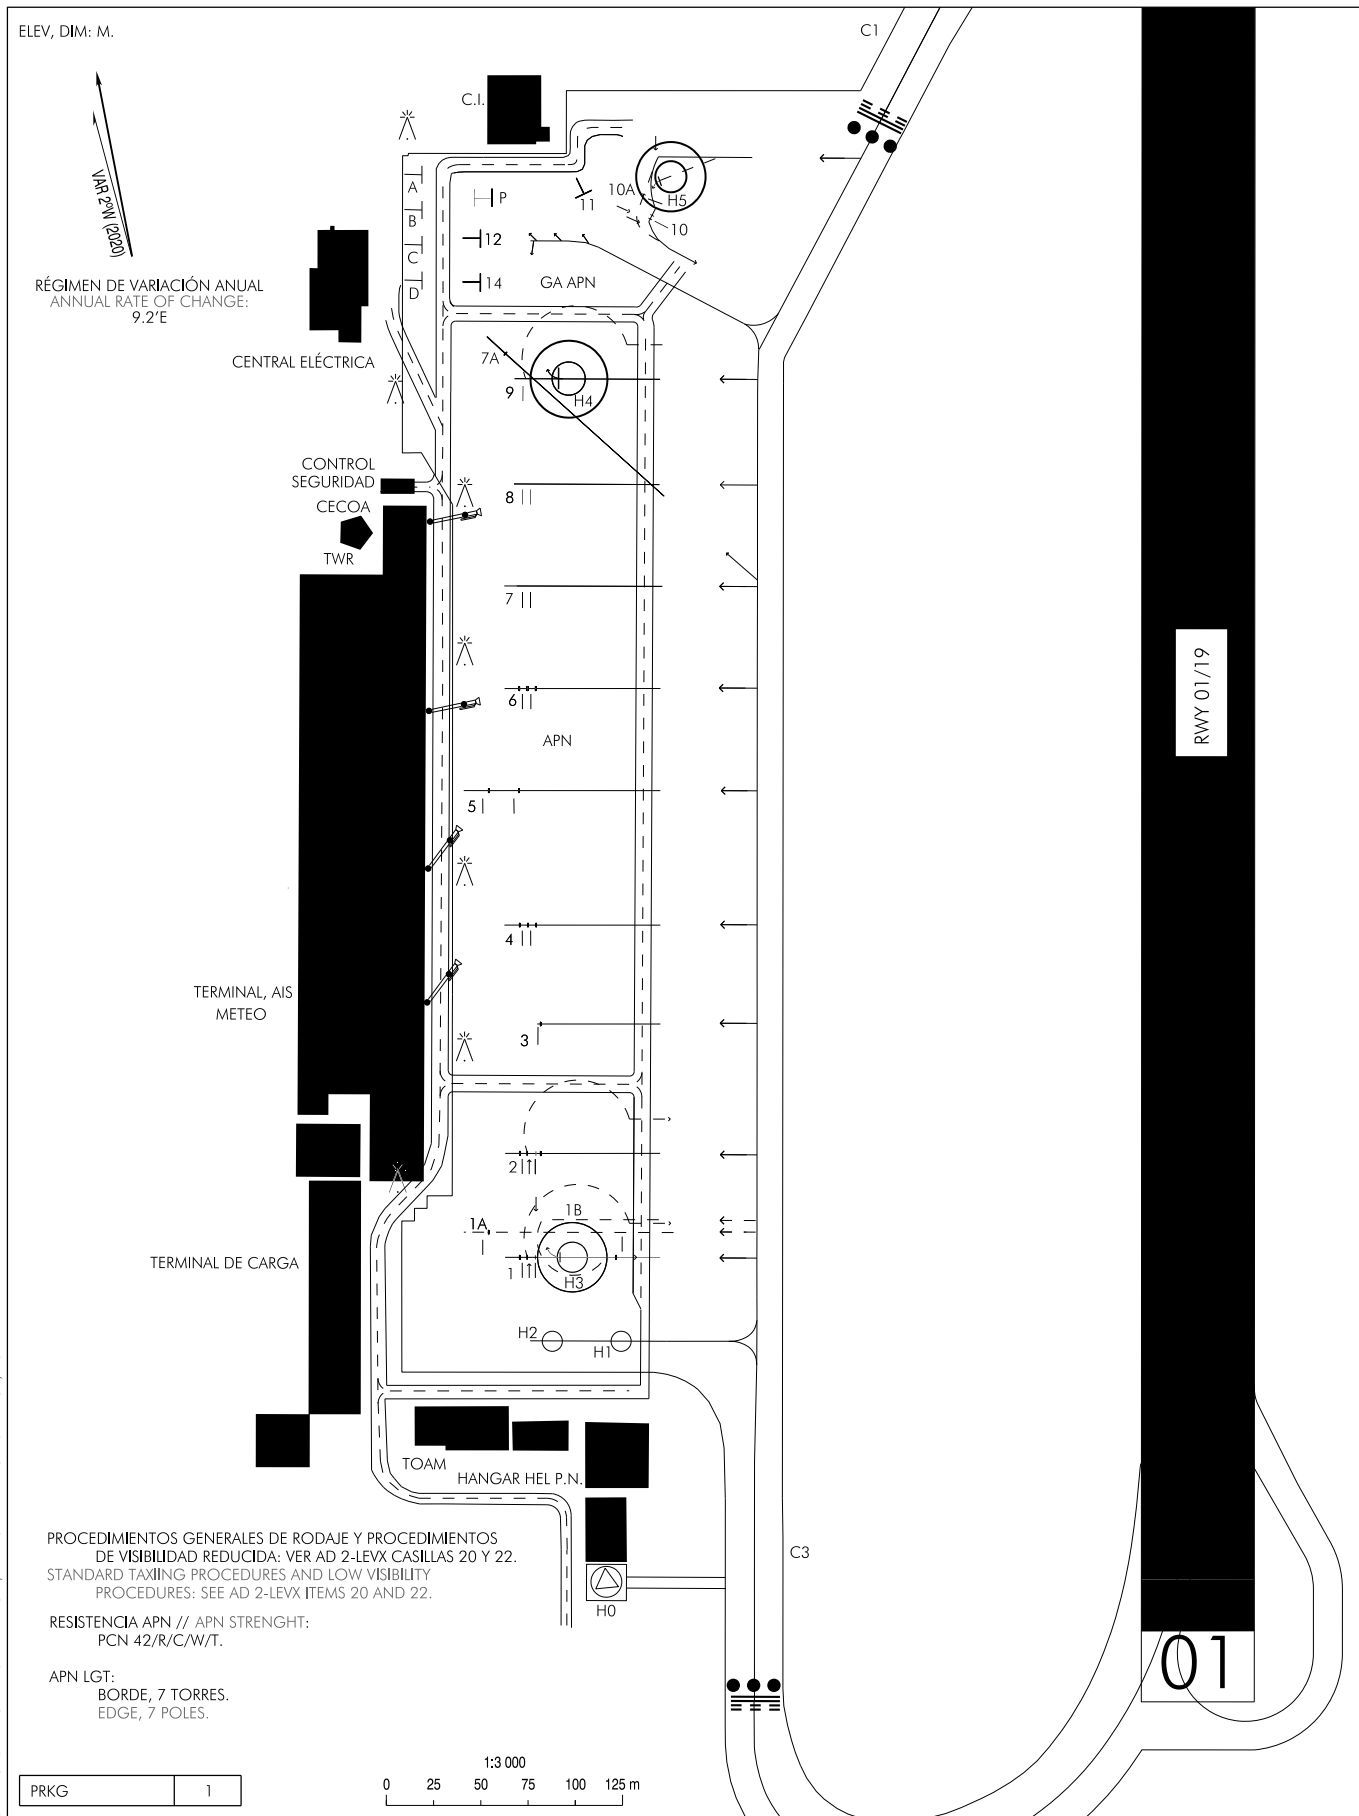 ELEV, DIM: M.
C1
C.I.
VAR 2ºW (2020)
A
P
11
10A
H5
B
10
12
C
D
14
GA APN
RÉGIMEN DE VARIACIÓN ANUAL
ANNUAL RATE OF CHANGE:
9.2'E
CENTRAL ELÉCTRICA
7A
9
H4
CONTROL
SEGURIDAD
8
CECOA
TWR
7
RWY 01/19
6
APN
5
4
TERMINAL, AIS
METEO
3
2
1A
1B
TERMINAL DE CARGA
1
H3
H2
H1
TOAM
HANGAR HEL P.N.
PROCEDIMIENTOS GENERALES DE RODAJE Y PROCEDIMIENTOS
DE VISIBILIDAD REDUCIDA: VER AD 2-LEVX CASILLAS 20 Y 22.
STANDARD TAXIING PROCEDURES AND LOW VISIBILITY
PROCEDURES: SEE AD 2-LEVX ITEMS 20 AND 22.
C3
H0
RESISTENCIA APN // APN STRENGHT:
PCN 42/R/C/W/T.
01
APN LGT:
BORDE, 7 TORRES.
EDGE, 7 POLES.
1:3 000
0 25 50 75 100 125 m
PRKG 1